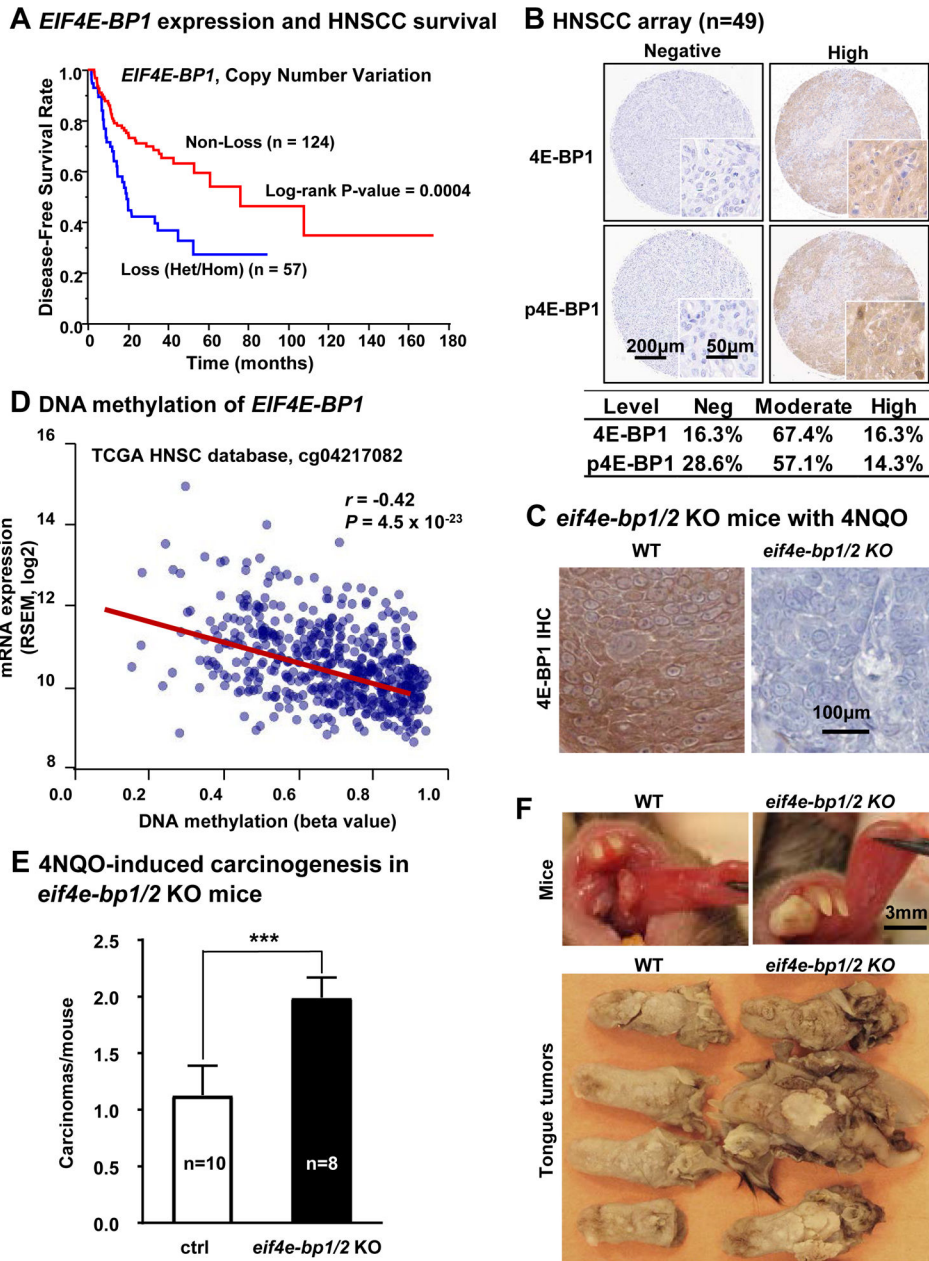 A EIF4E-BP1 expression and HNSCC survival
EIF4E-BP1, Copy Number Variation
Non-Loss (n = 124)
Log-rank P-value = 0.0004
Loss (Het/Hom) (n = 57)
Disease-Free Survival Rate
1.0
0.8
0.6
0.4
0.2
0.0
0 20 40 60 80 100 120 140 160 180
Time (months)
B HNSCC array (n=49)
Negative High
4E-BP1
p4E-BP1
200µm 50µm
Level Neg Moderate High
4E-BP1 16.3% 67.4% 16.3%
p4E-BP1 28.6% 57.1% 14.3%
C eif4e-bp1/2 KO mice with 4NQO
WT eif4e-bp1/2 KO
4E-BP1 IHC
100µm
D DNA methylation of EIF4E-BP1
TCGA HNSC database, cg04217082
r = -0.42
P = 4.5 x 10⁻²³
mRNA expression
(RSEM, log2)
16
14
12
10
8
0.0 0.2 0.4 0.6 0.8 1.0
DNA methylation (beta value)
E 4NQO-induced carcinogenesis in
eif4e-bp1/2 KO mice
***
Carcinomas/mouse
2.5
2.0
1.5
1.0
0.5
0.0
n=10 n=8
ctrl eif4e-bp1/2 KO
F
WT eif4e-bp1/2 KO
Mice
3mm
WT eif4e-bp1/2 KO
Tongue tumors